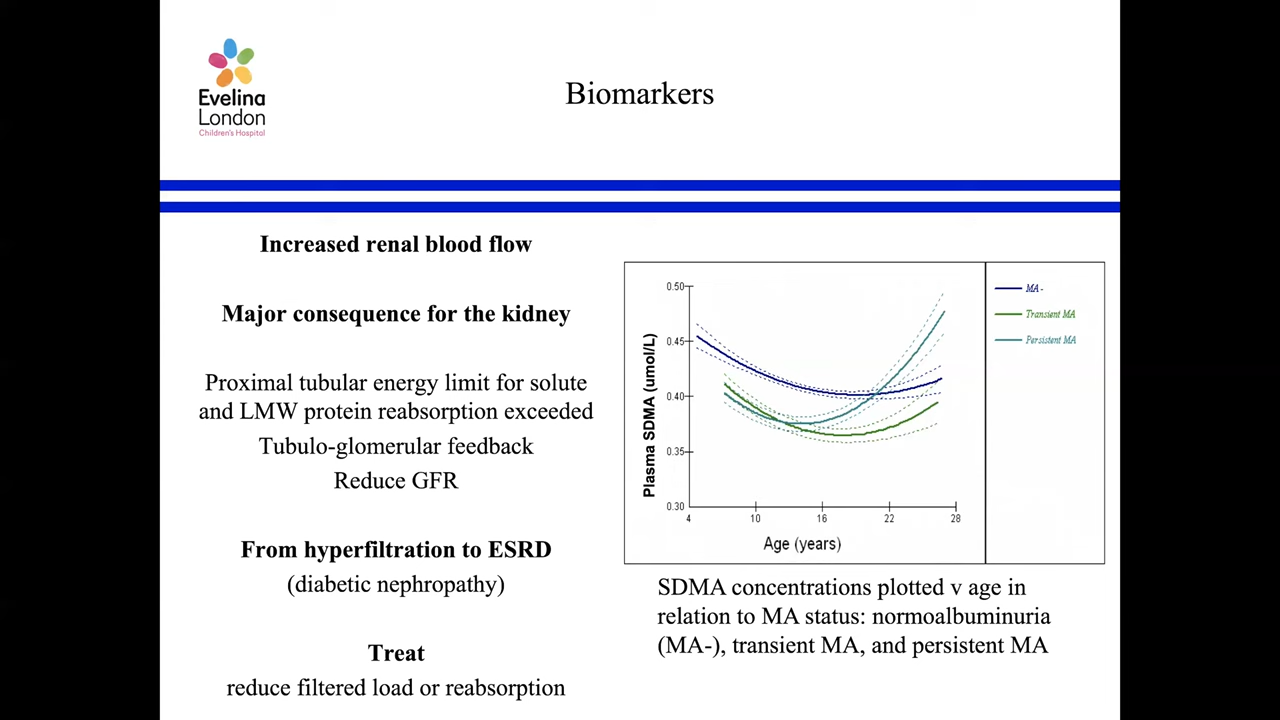 Evelina
London
Children's Hospital
Biomarkers
Increased renal blood flow
Major consequence for the kidney
Proximal tubular energy limit for solute
and LMW protein reabsorption exceeded
Tubulo-glomerular feedback
Reduce GFR
From hyperfiltration to ESRD
(diabetic nephropathy)
Treat
reduce filtered load or reabsorption
Plasma SDMA (umol/L)
0.50
0.45
0.40
0.35
0.30
4 10 16 22 28
Age (years)
MA-
Transient MA
Persistent MA
SDMA concentrations plotted v age in
relation to MA status: normoalbuminuria
(MA-), transient MA, and persistent MA